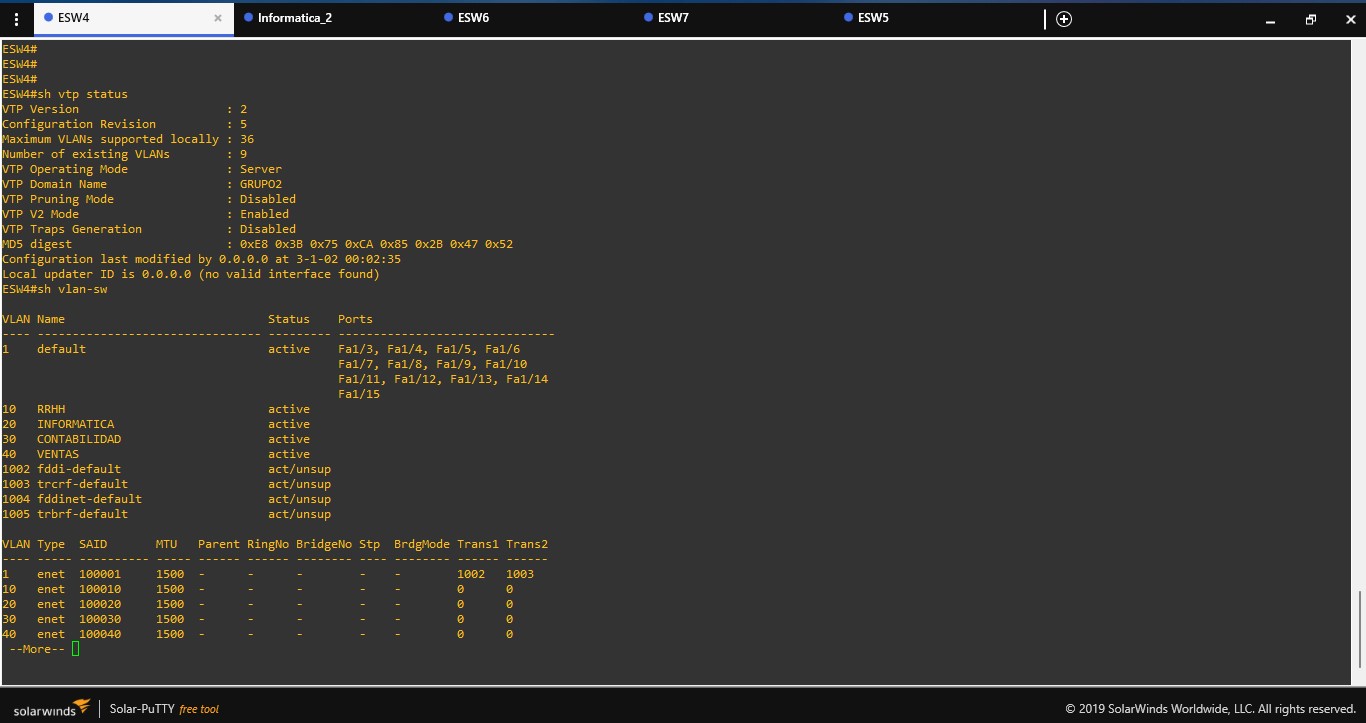 ESW4 × Informatica_2 ESW6 ESW7 ESW5
ESW4#
ESW4#
ESW4#
ESW4#sh vtp status
VTP Version                     : 2
Configuration Revision          : 5
Maximum VLANs supported locally : 36
Number of existing VLANs        : 9
VTP Operating Mode              : Server
VTP Domain Name                 : GRUPO2
VTP Pruning Mode                : Disabled
VTP V2 Mode                     : Enabled
VTP Traps Generation            : Disabled
MD5 digest                      : 0xE8 0x3B 0x75 0xCA 0x85 0x2B 0x47 0x52
Configuration last modified by 0.0.0.0 at 3-1-02 00:02:35
Local updater ID is 0.0.0.0 (no valid interface found)
ESW4#sh vlan-sw
VLAN Name                             Status    Ports
---- -------------------------------- --------- -------------------------------
1    default                          active    Fa1/3, Fa1/4, Fa1/5, Fa1/6
                                                Fa1/7, Fa1/8, Fa1/9, Fa1/10
                                                Fa1/11, Fa1/12, Fa1/13, Fa1/14
                                                Fa1/15
10   RRHH                             active
20   INFORMATICA                      active
30   CONTABILIDAD                     active
40   VENTAS                           active
1002 fddi-default                     act/unsup
1003 trcrf-default                    act/unsup
1004 fddinet-default                  act/unsup
1005 trbrf-default                    act/unsup
VLAN Type  SAID       MTU   Parent RingNo BridgeNo Stp  BrdgMode Trans1 Trans2
---- ----- ---------- ----- ------ ------ -------- ---- -------- ------ ------
1    enet  100001     1500  -      -      -        -    -        1002   1003
10   enet  100010     1500  -      -      -        -    -        0      0
20   enet  100020     1500  -      -      -        -    -        0      0
30   enet  100030     1500  -      -      -        -    -        0      0
40   enet  100040     1500  -      -      -        -    -        0      0
 --More--
solarwinds | Solar-PuTTY free tool © 2019 SolarWinds Worldwide, LLC. All rights reserved.